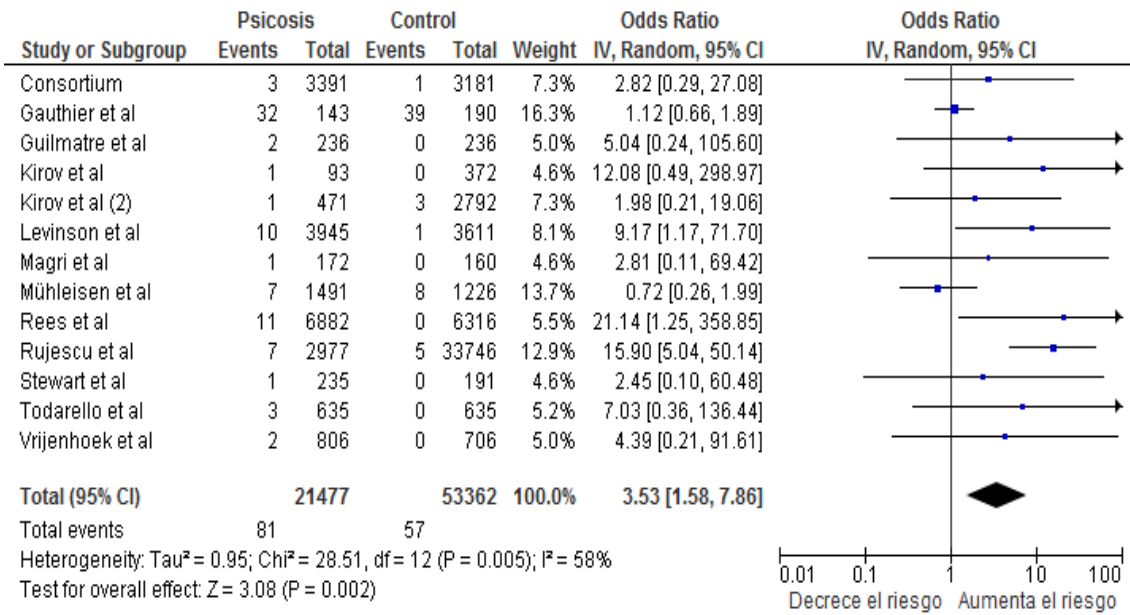 Psicosis Control Odds Ratio Odds Ratio
Study or Subgroup Events Total Events Total Weight IV, Random, 95% CI IV, Random, 95% CI
Consortium 3 3391 1 3181 7.3% 2.82 [0.29, 27.08]
Gauthier et al 32 143 39 190 16.3% 1.12 [0.66, 1.89]
Guilmatre et al 2 236 0 236 5.0% 5.04 [0.24, 105.60]
Kirov et al 1 93 0 372 4.6% 12.08 [0.49, 298.97]
Kirov et al (2) 1 471 3 2792 7.3% 1.98 [0.21, 19.06]
Levinson et al 10 3945 1 3611 8.1% 9.17 [1.17, 71.70]
Magri et al 1 172 0 160 4.6% 2.81 [0.11, 69.42]
Mühleisen et al 7 1491 8 1226 13.7% 0.72 [0.26, 1.99]
Rees et al 11 6882 0 6316 5.5% 21.14 [1.25, 358.85]
Rujescu et al 7 2977 5 33746 12.9% 15.90 [5.04, 50.14]
Stewart et al 1 235 0 191 4.6% 2.45 [0.10, 60.48]
Todarello et al 3 635 0 635 5.2% 7.03 [0.36, 136.44]
Vrijenhoek et al 2 806 0 706 5.0% 4.39 [0.21, 91.61]
Total (95% CI) 21477 53362 100.0% 3.53 [1.58, 7.86]
Total events 81 57
Heterogeneity: Tau² = 0.95; Chi² = 28.51, df = 12 (P = 0.005); I² = 58%
Test for overall effect: Z = 3.08 (P = 0.002)
0.01 0.1 1 10 100
Decrece el riesgo Aumenta el riesgo